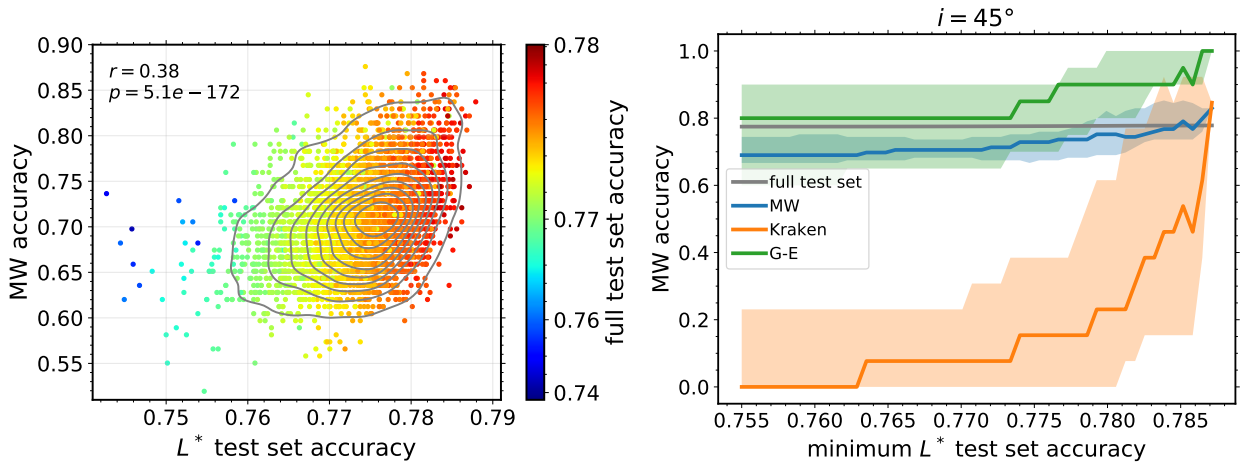 r = 0.38
p = 5.1e − 172
MW accuracy
0.90
0.85
0.80
0.75
0.70
0.65
0.60
0.55
0.75
0.76
0.77
0.78
0.79
L* test set accuracy
0.78
0.77
0.76
0.74
full test set accuracy
i = 45°
MW accuracy
1.0
0.8
0.6
0.4
0.2
0.0
full test set
MW
Kraken
G-E
0.755
0.760
0.765
0.770
0.775
0.780
0.785
minimum L* test set accuracy